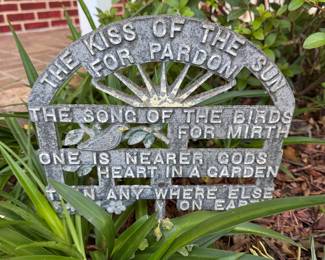 THE KISS OF THE SUN
FOR PARDON
THE SONG OF THE BIRDS
FOR MIRTH
ONE IS NEARER GODS
HEART IN A GARDEN
ANY WHERE ELSE
ON EARTH